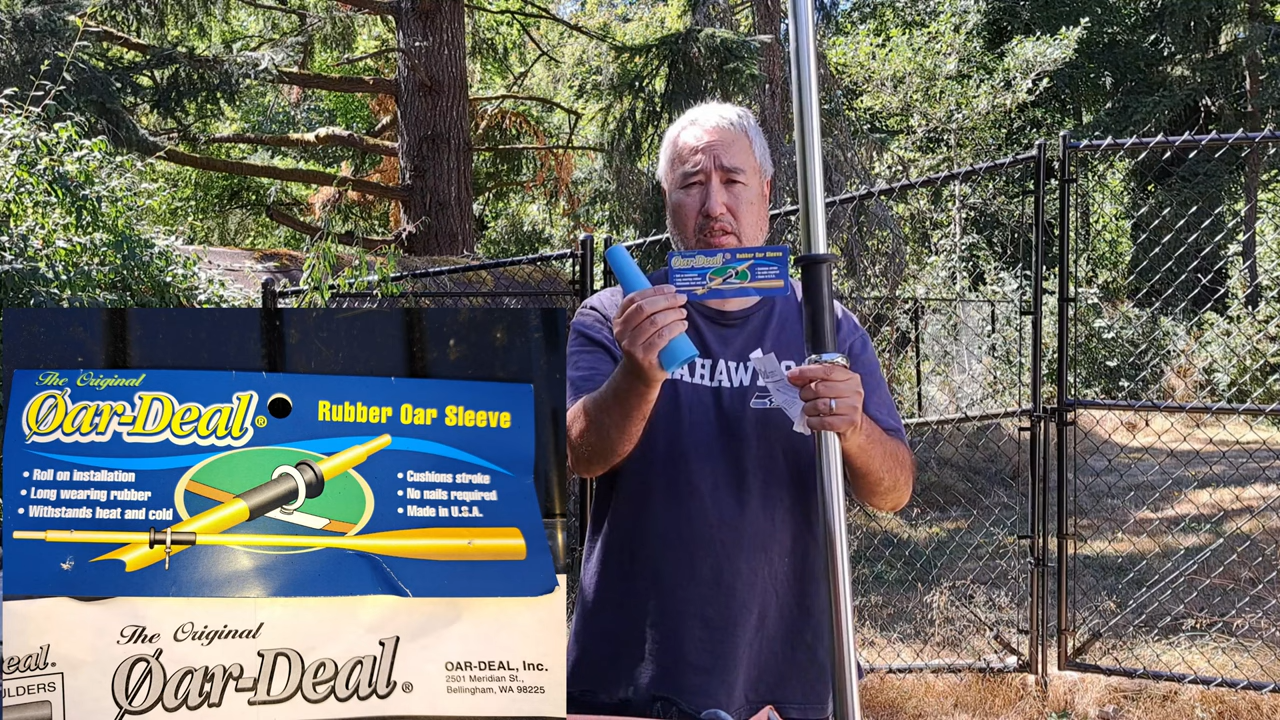 The Original
Øar-Deal®
Rubber Oar Sleeve
• Roll on installation
• Long wearing rubber
• Withstands heat and cold
• Cushions stroke
• No nails required
• Made in U.S.A.
The Original
Øar-Deal®
eal.
ULDERS
OAR-DEAL, Inc.
2501 Meridian St.,
Bellingham, WA 98225
Øar-Deal®
Rubber Oar Sleeve
AHAWKS